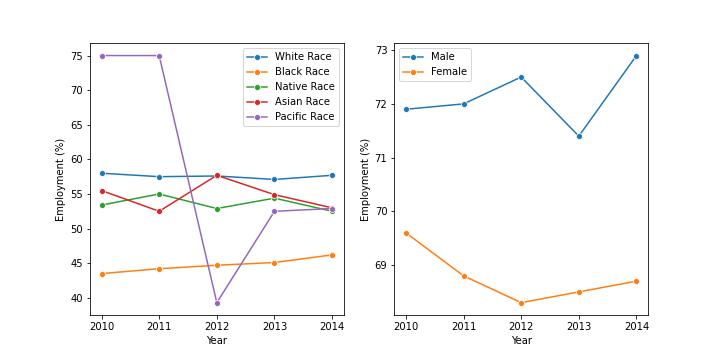 White Race
Black Race
Native Race
Asian Race
Pacific Race
75
70
65
60
55
50
45
40
Employment (%)
2010 2011 2012 2013 2014
Year
Male
Female
73
72
71
70
69
Employment (%)
2010 2011 2012 2013 2014
Year